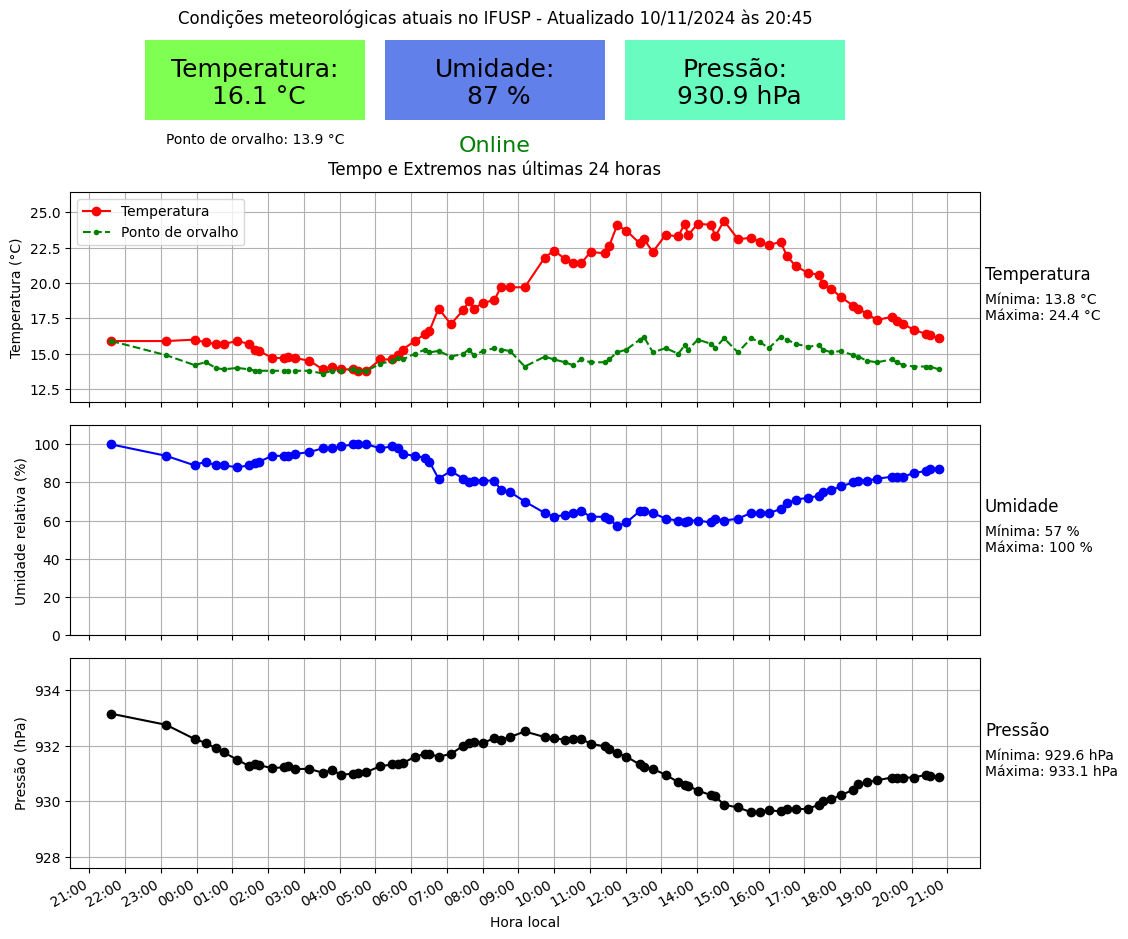 Condições meteorológicas atuais no IFUSP - Atualizado 10/11/2024 às 20:45
Temperatura:
16.1 °C
Umidade:
87 %
Pressão:
930.9 hPa
Ponto de orvalho: 13.9 °C
Online
Tempo e Extremos nas últimas 24 horas
Temperatura (°C)
25.0
22.5
20.0
17.5
15.0
12.5
Temperatura
Ponto de orvalho
Temperatura
Mínima: 13.8 °C
Máxima: 24.4 °C
Umidade relativa (%)
100
80
60
40
20
0
Umidade
Mínima: 57 %
Máxima: 100 %
Pressão (hPa)
934
932
930
928
Pressão
Mínima: 929.6 hPa
Máxima: 933.1 hPa
21:00 22:00 23:00 00:00 01:00 02:00 03:00 04:00 05:00 06:00 07:00 08:00 09:00 10:00 11:00 12:00 13:00 14:00 15:00 16:00 17:00 18:00 19:00 20:00 21:00
Hora local